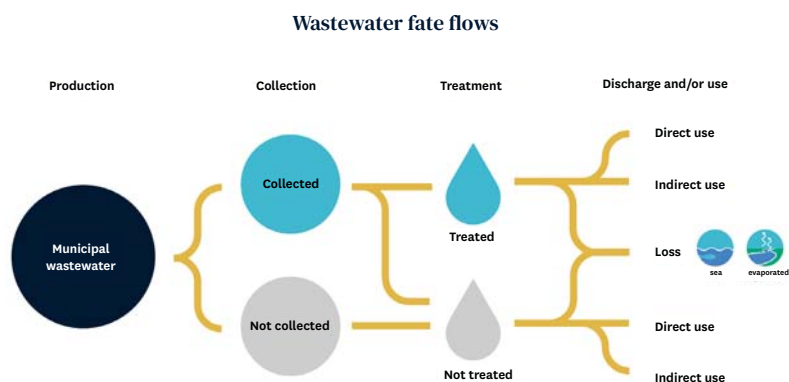 Wastewater fate flows
Production
Collection
Treatment
Discharge and/or use
Municipal
wastewater
Collected
Not collected
Treated
Not treated
Direct use
Indirect use
Loss
sea
evaporated
Direct use
Indirect use